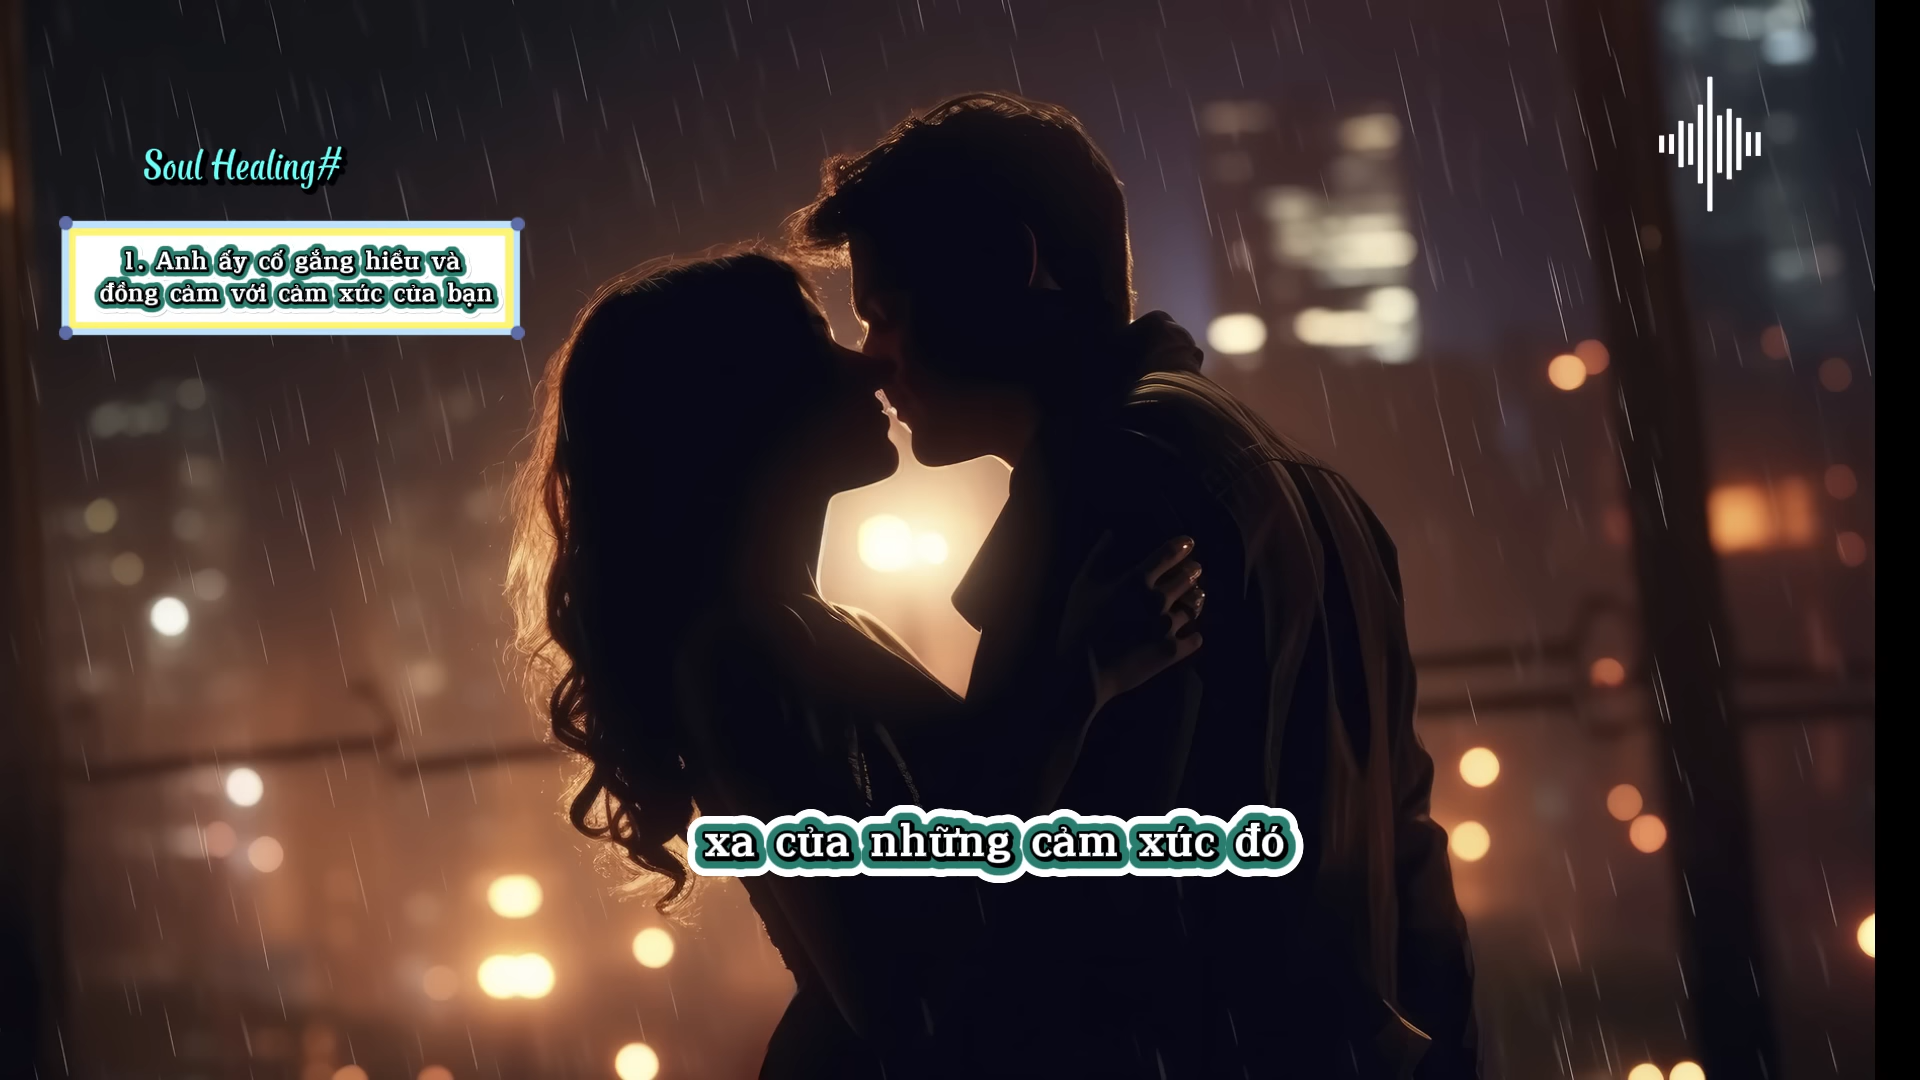 Soul Healing#
1. Anh ấy cố gắng hiểu và
đồng cảm với cảm xúc của bạn
xa của những cảm xúc đó